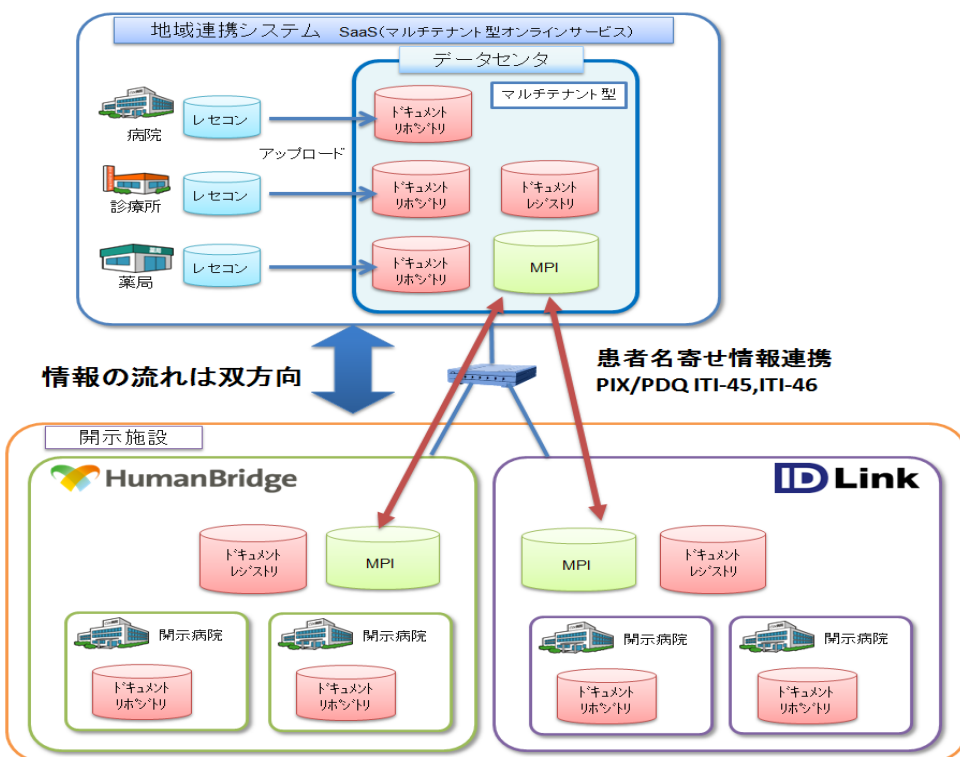 地域連携システム SaaS(マルチテナント型オンラインサービス)
データセンタ
マルチテナント型
病院
レセコン
アップロード
ドキュメント
リポジトリ
診療所
レセコン
ドキュメント
リポジトリ
ドキュメント
レジストリ
薬局
レセコン
ドキュメント
リポジトリ
MPI
情報の流れは双方向
患者名寄せ情報連携
PIX/PDQ ITI-45,ITI-46
開示施設
HumanBridge
ドキュメント
レジストリ
MPI
開示病院
ドキュメント
リポジトリ
開示病院
ドキュメント
リポジトリ
ID Link
MPI
ドキュメント
レジストリ
開示病院
ドキュメント
リポジトリ
開示病院
ドキュメント
リポジトリ